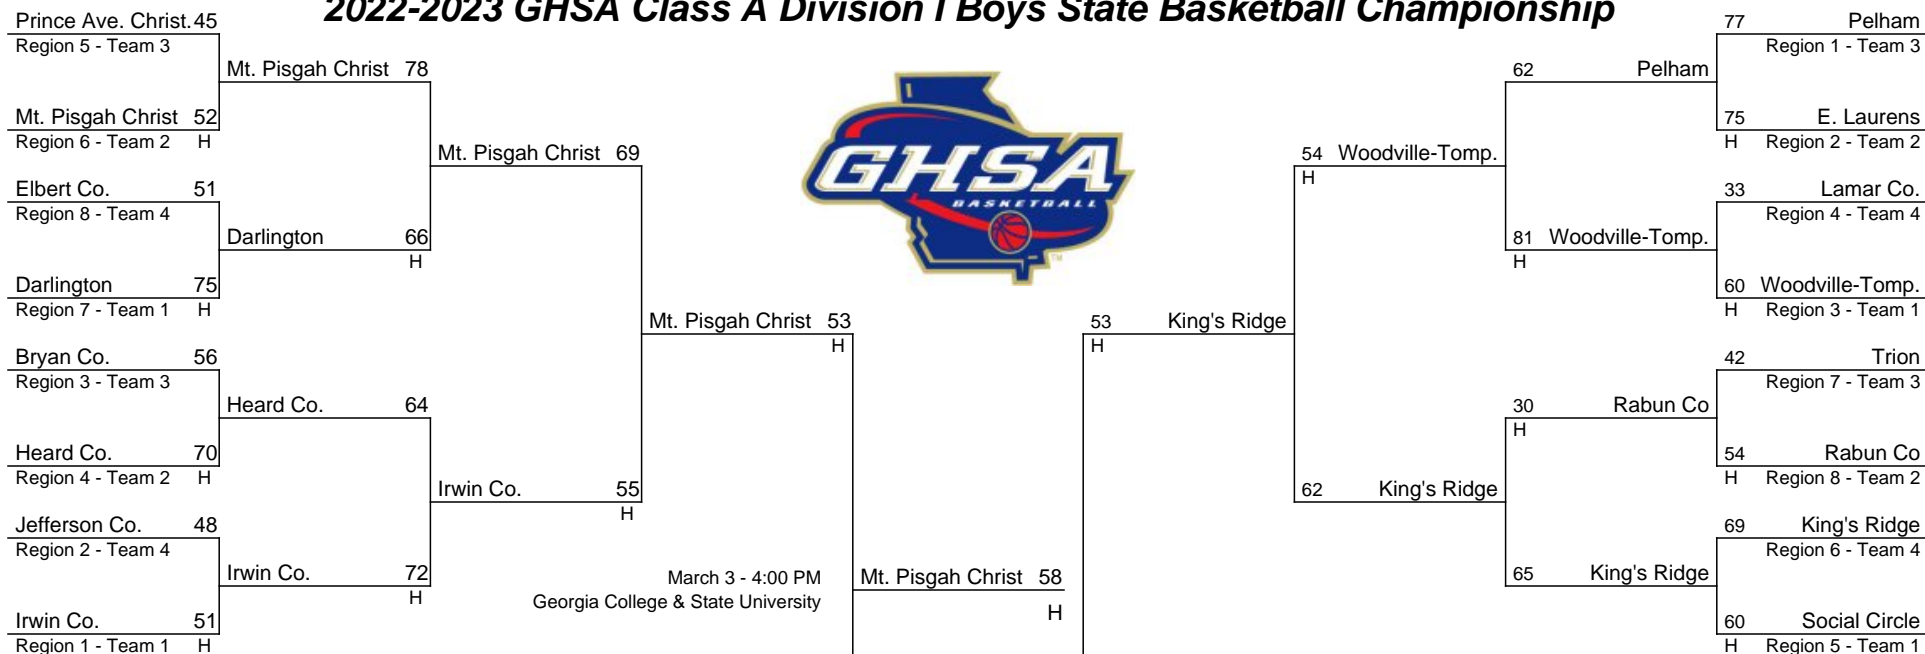 2022-2023 GHSA Class A Division I Boys State Basketball Championship
Prince Ave. Christ. 45
Region 5 - Team 3
Mt. Pisgah Christ 78
Mt. Pisgah Christ 52
Region 6 - Team 2 H
Mt. Pisgah Christ 69
Elbert Co. 51
Region 8 - Team 4
Darlington 66
H
Darlington 75
Region 7 - Team 1 H
Mt. Pisgah Christ 53
H
Bryan Co. 56
Region 3 - Team 3
Heard Co. 64
Heard Co. 70
Region 4 - Team 2 H
Irwin Co. 55
H
Jefferson Co. 48
Region 2 - Team 4
Irwin Co. 72
H
Irwin Co. 51
Region 1 - Team 1 H
March 3 - 4:00 PM
Georgia College & State University
Mt. Pisgah Christ 58
H
GHSA
BASKETBALL
TM
77 Pelham
Region 1 - Team 3
62 Pelham
75 E. Laurens
H Region 2 - Team 2
54 Woodville-Tomp.
H
33 Lamar Co.
Region 4 - Team 4
81 Woodville-Tomp.
H
60 Woodville-Tomp.
H Region 3 - Team 1
53 King's Ridge
H
42 Trion
Region 7 - Team 3
30 Rabun Co
H
54 Rabun Co
H Region 8 - Team 2
62 King's Ridge
69 King's Ridge
Region 6 - Team 4
65 King's Ridge
60 Social Circle
H Region 5 - Team 1